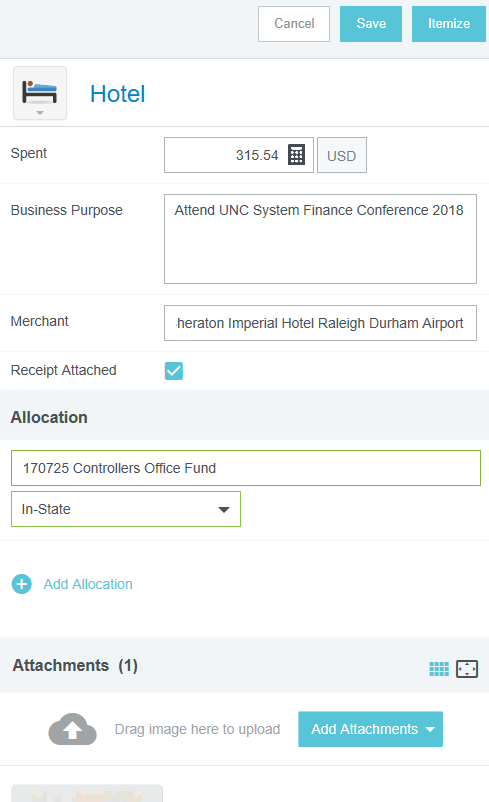 Cancel Save Itemize
Hotel
Spent 315.54 USD
Business Purpose Attend UNC System Finance Conference 2018
Merchant heraton Imperial Hotel Raleigh Durham Airport
Receipt Attached
Allocation
170725 Controllers Office Fund
In-State
Add Allocation
Attachments (1)
Drag image here to upload Add Attachments